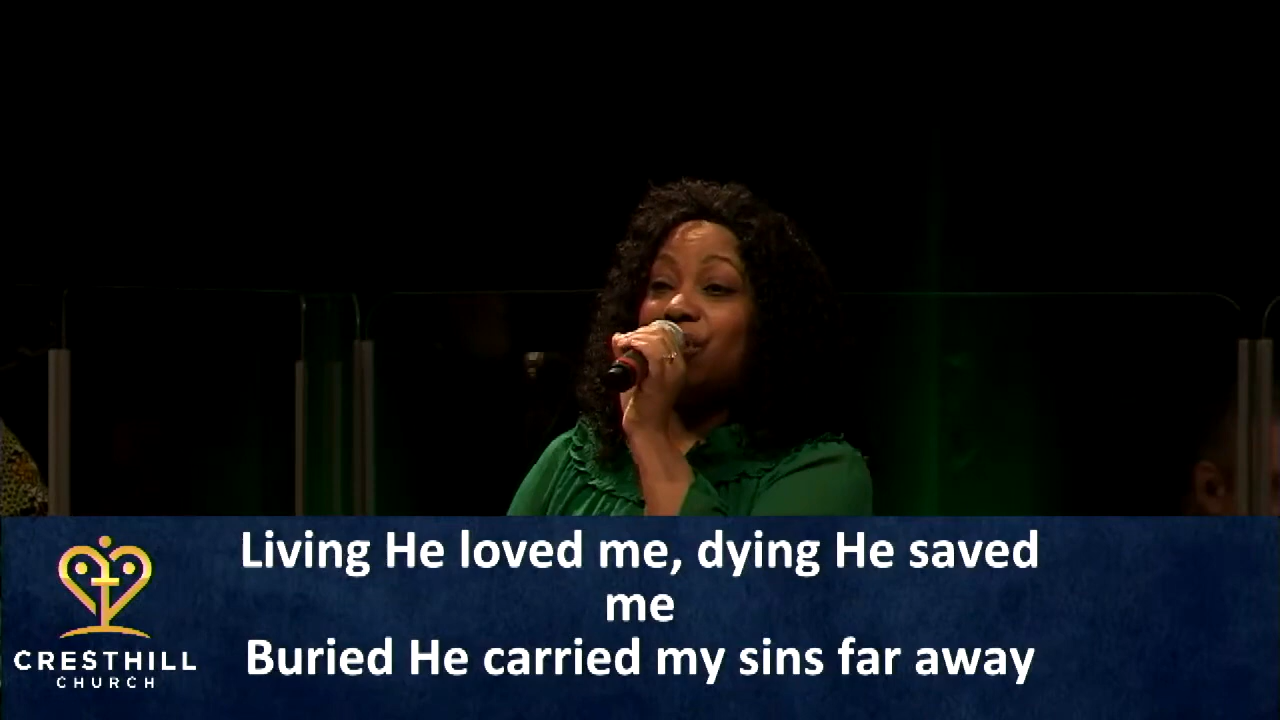 Living He loved me, dying He saved
me
Buried He carried my sins far away
CRESTHILL
CHURCH